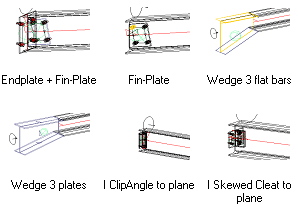 Endplate + Fin-Plate
Fin-Plate
Wedge 3 flat bars
Wedge 3 plates
I ClipAngle to plane
I Skewed Cleat to
plane